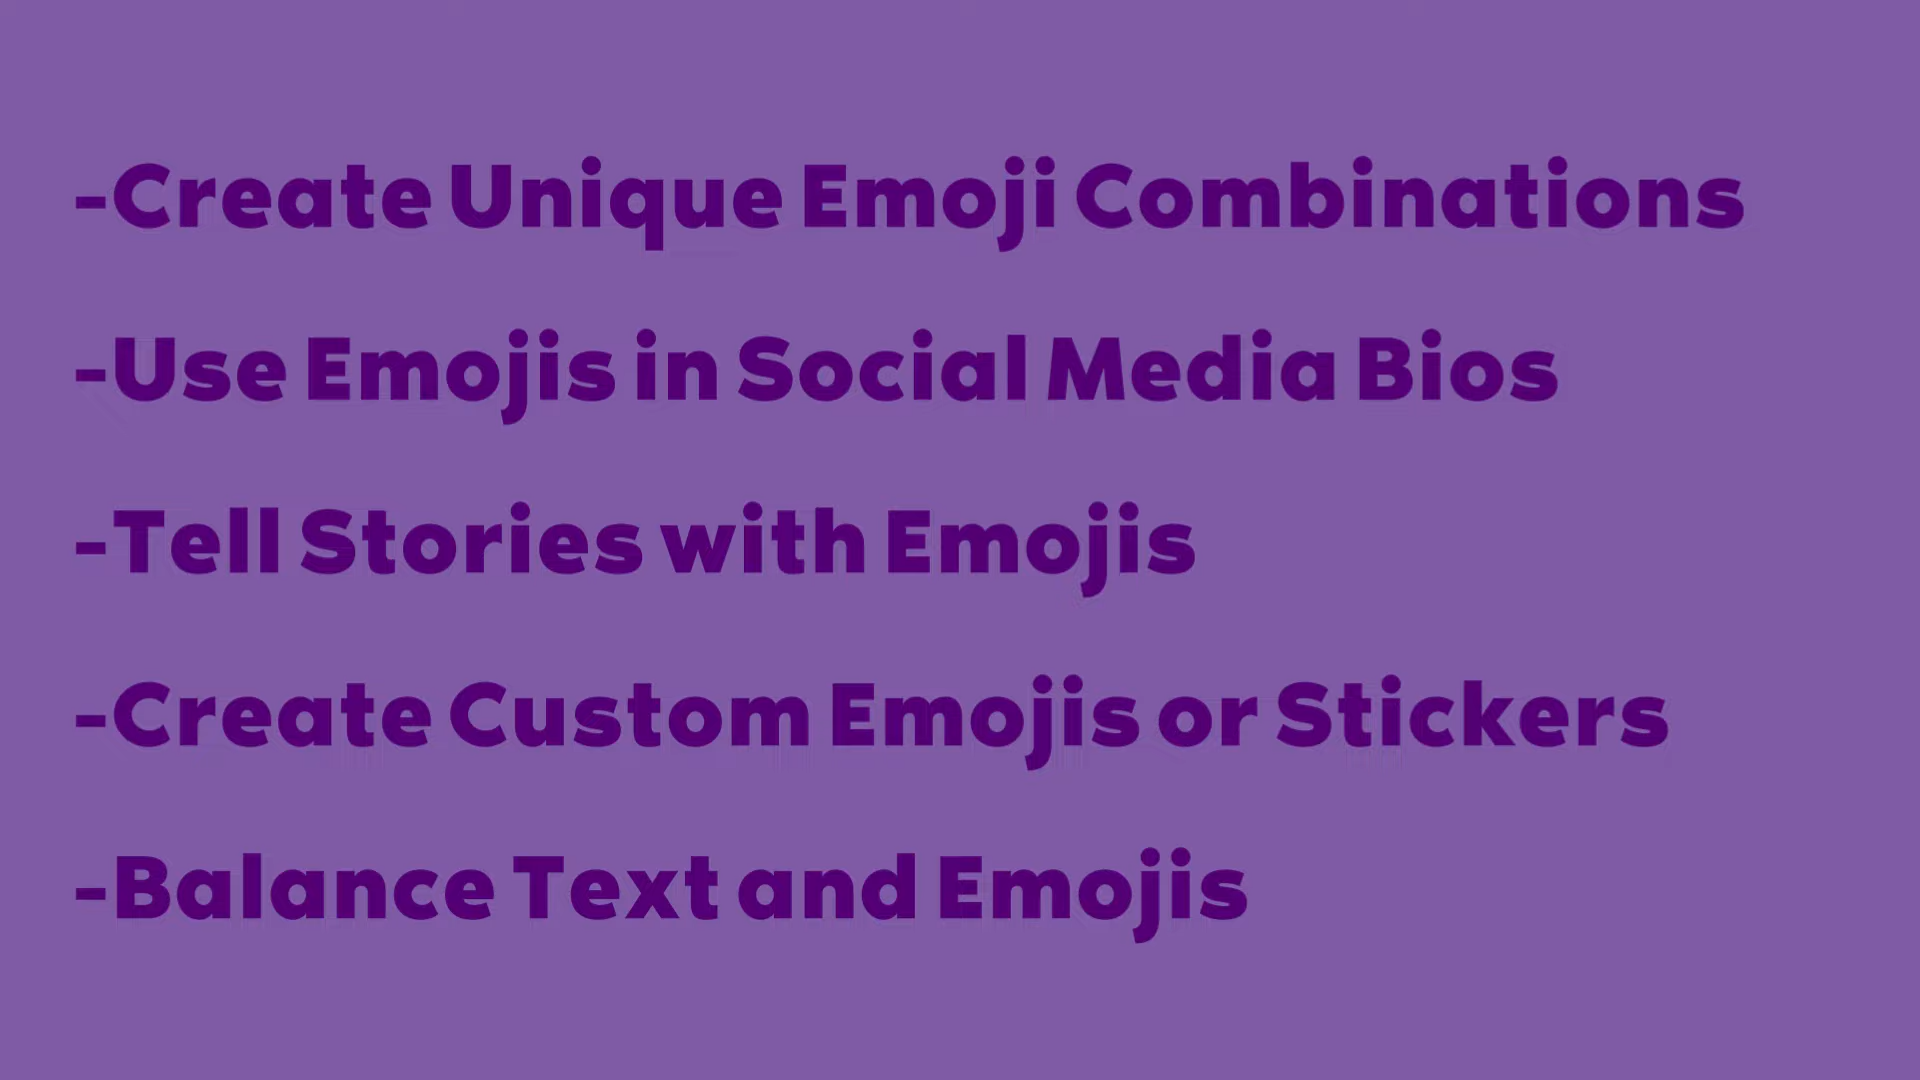 -Create Unique Emoji Combinations
-Use Emojis in Social Media Bios
-Tell Stories with Emojis
-Create Custom Emojis or Stickers
-Balance Text and Emojis